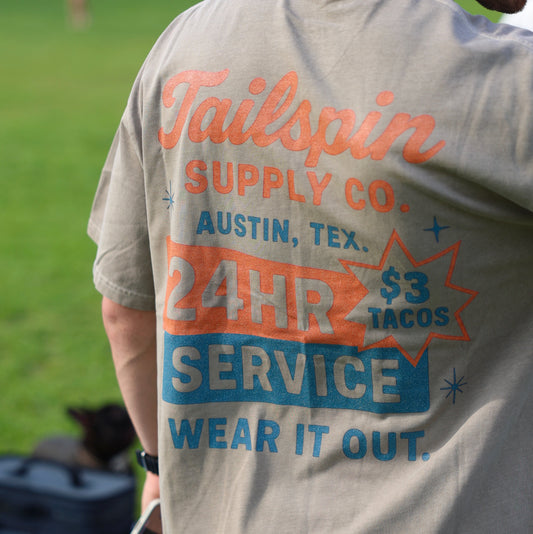 Tailspin
SUPPLY CO.
AUSTIN, TEX.
24HR
$3
TACOS
SERVICE
WEAR IT OUT.